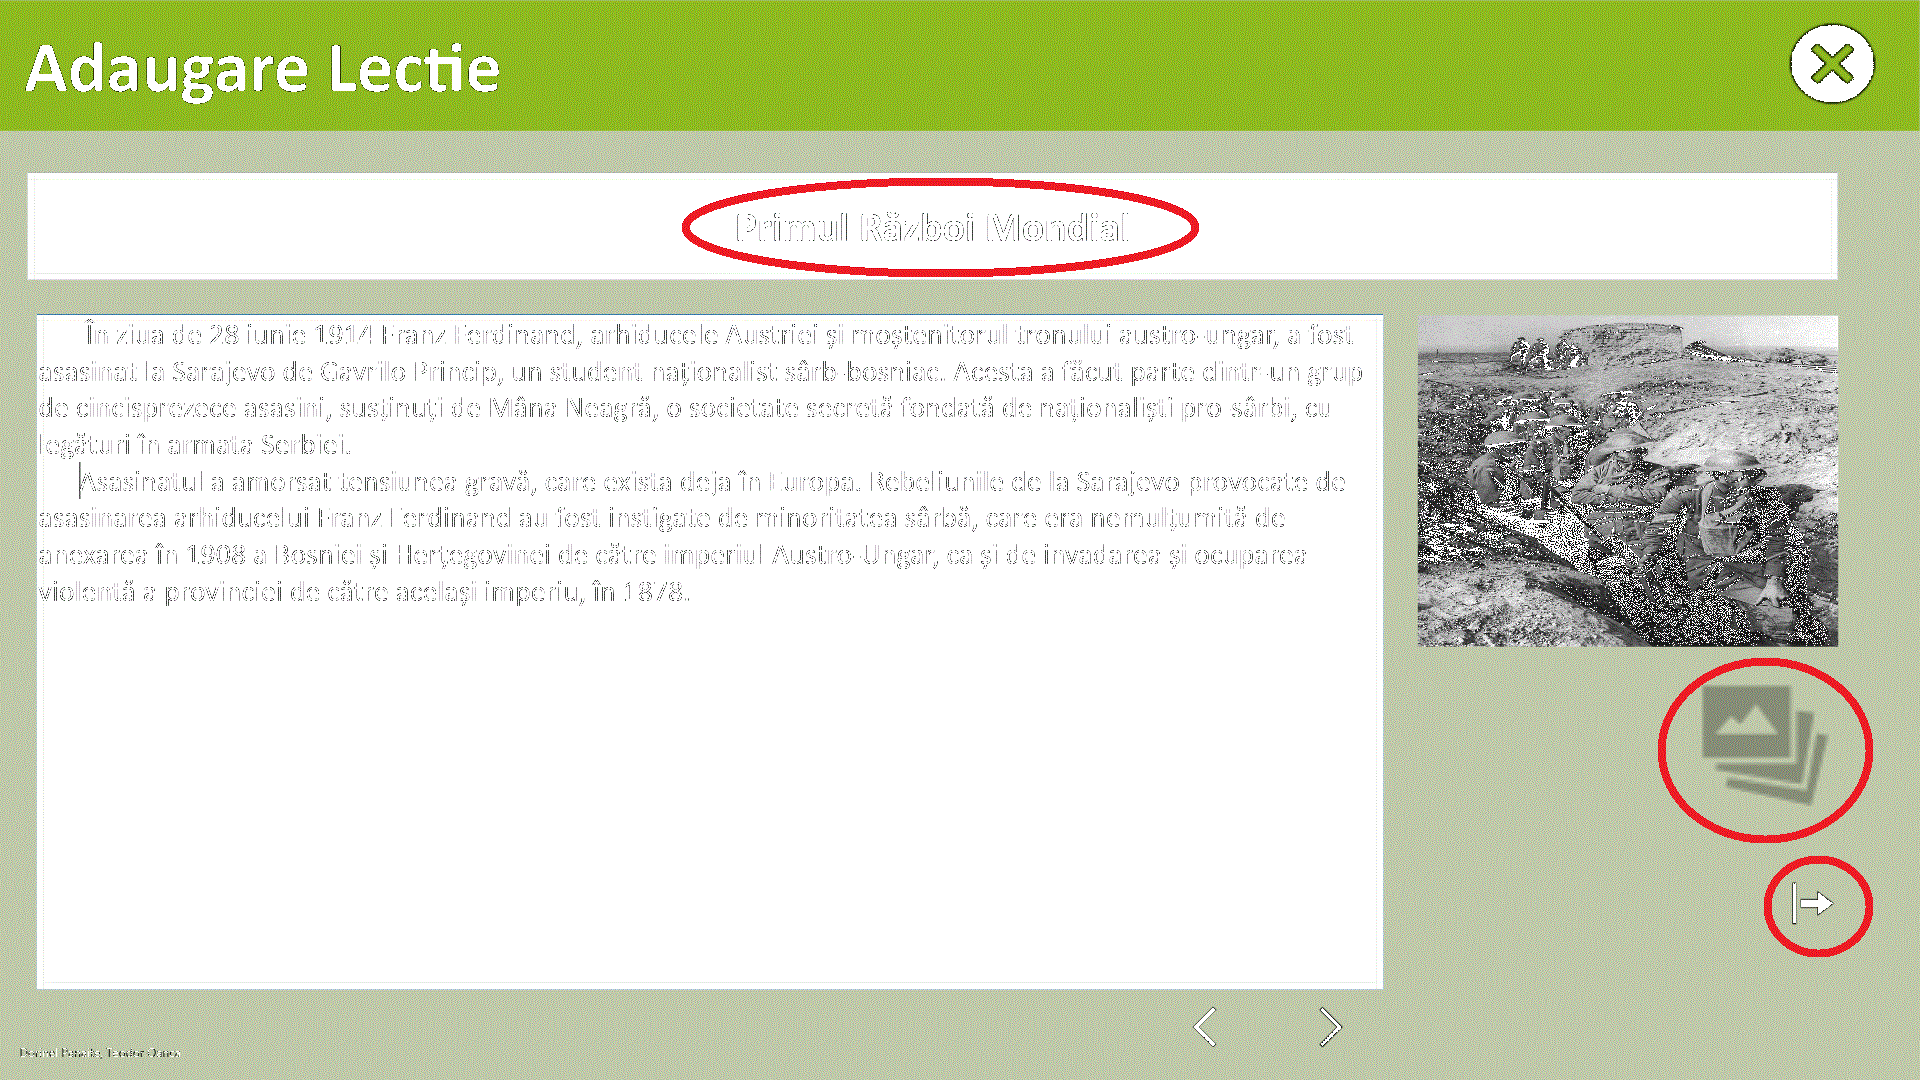 Adaugare Lectie
Primul Război Mondial
În ziua de 28 iunie 1914 Franz Ferdinand, arhiducele Austriei și moștenitorul tronului austro-ungar, a fost
asasinat la Sarajevo de Gavrilo Princip, un student naționalist sârb-bosniac. Acesta a făcut parte dintr-un grup
de cincisprezece asasini, susținuți de Mâna Neagră, o societate secretă fondată de naționaliști pro-sârbi, cu
legături în armata Serbiei.
Asasinatul a amorsat tensiunea gravă, care exista deja în Europa. Rebeliunile de la Sarajevo provocate de
asasinarea arhiducelui Franz Ferdinand au fost instigate de minoritatea sârbă, care era nemulțumită de
anexarea în 1908 a Bosniei și Herțegovinei de către imperiul Austro-Ungar, ca și de invadarea și ocuparea
violentă a provinciei de către același imperiu, în 1878.